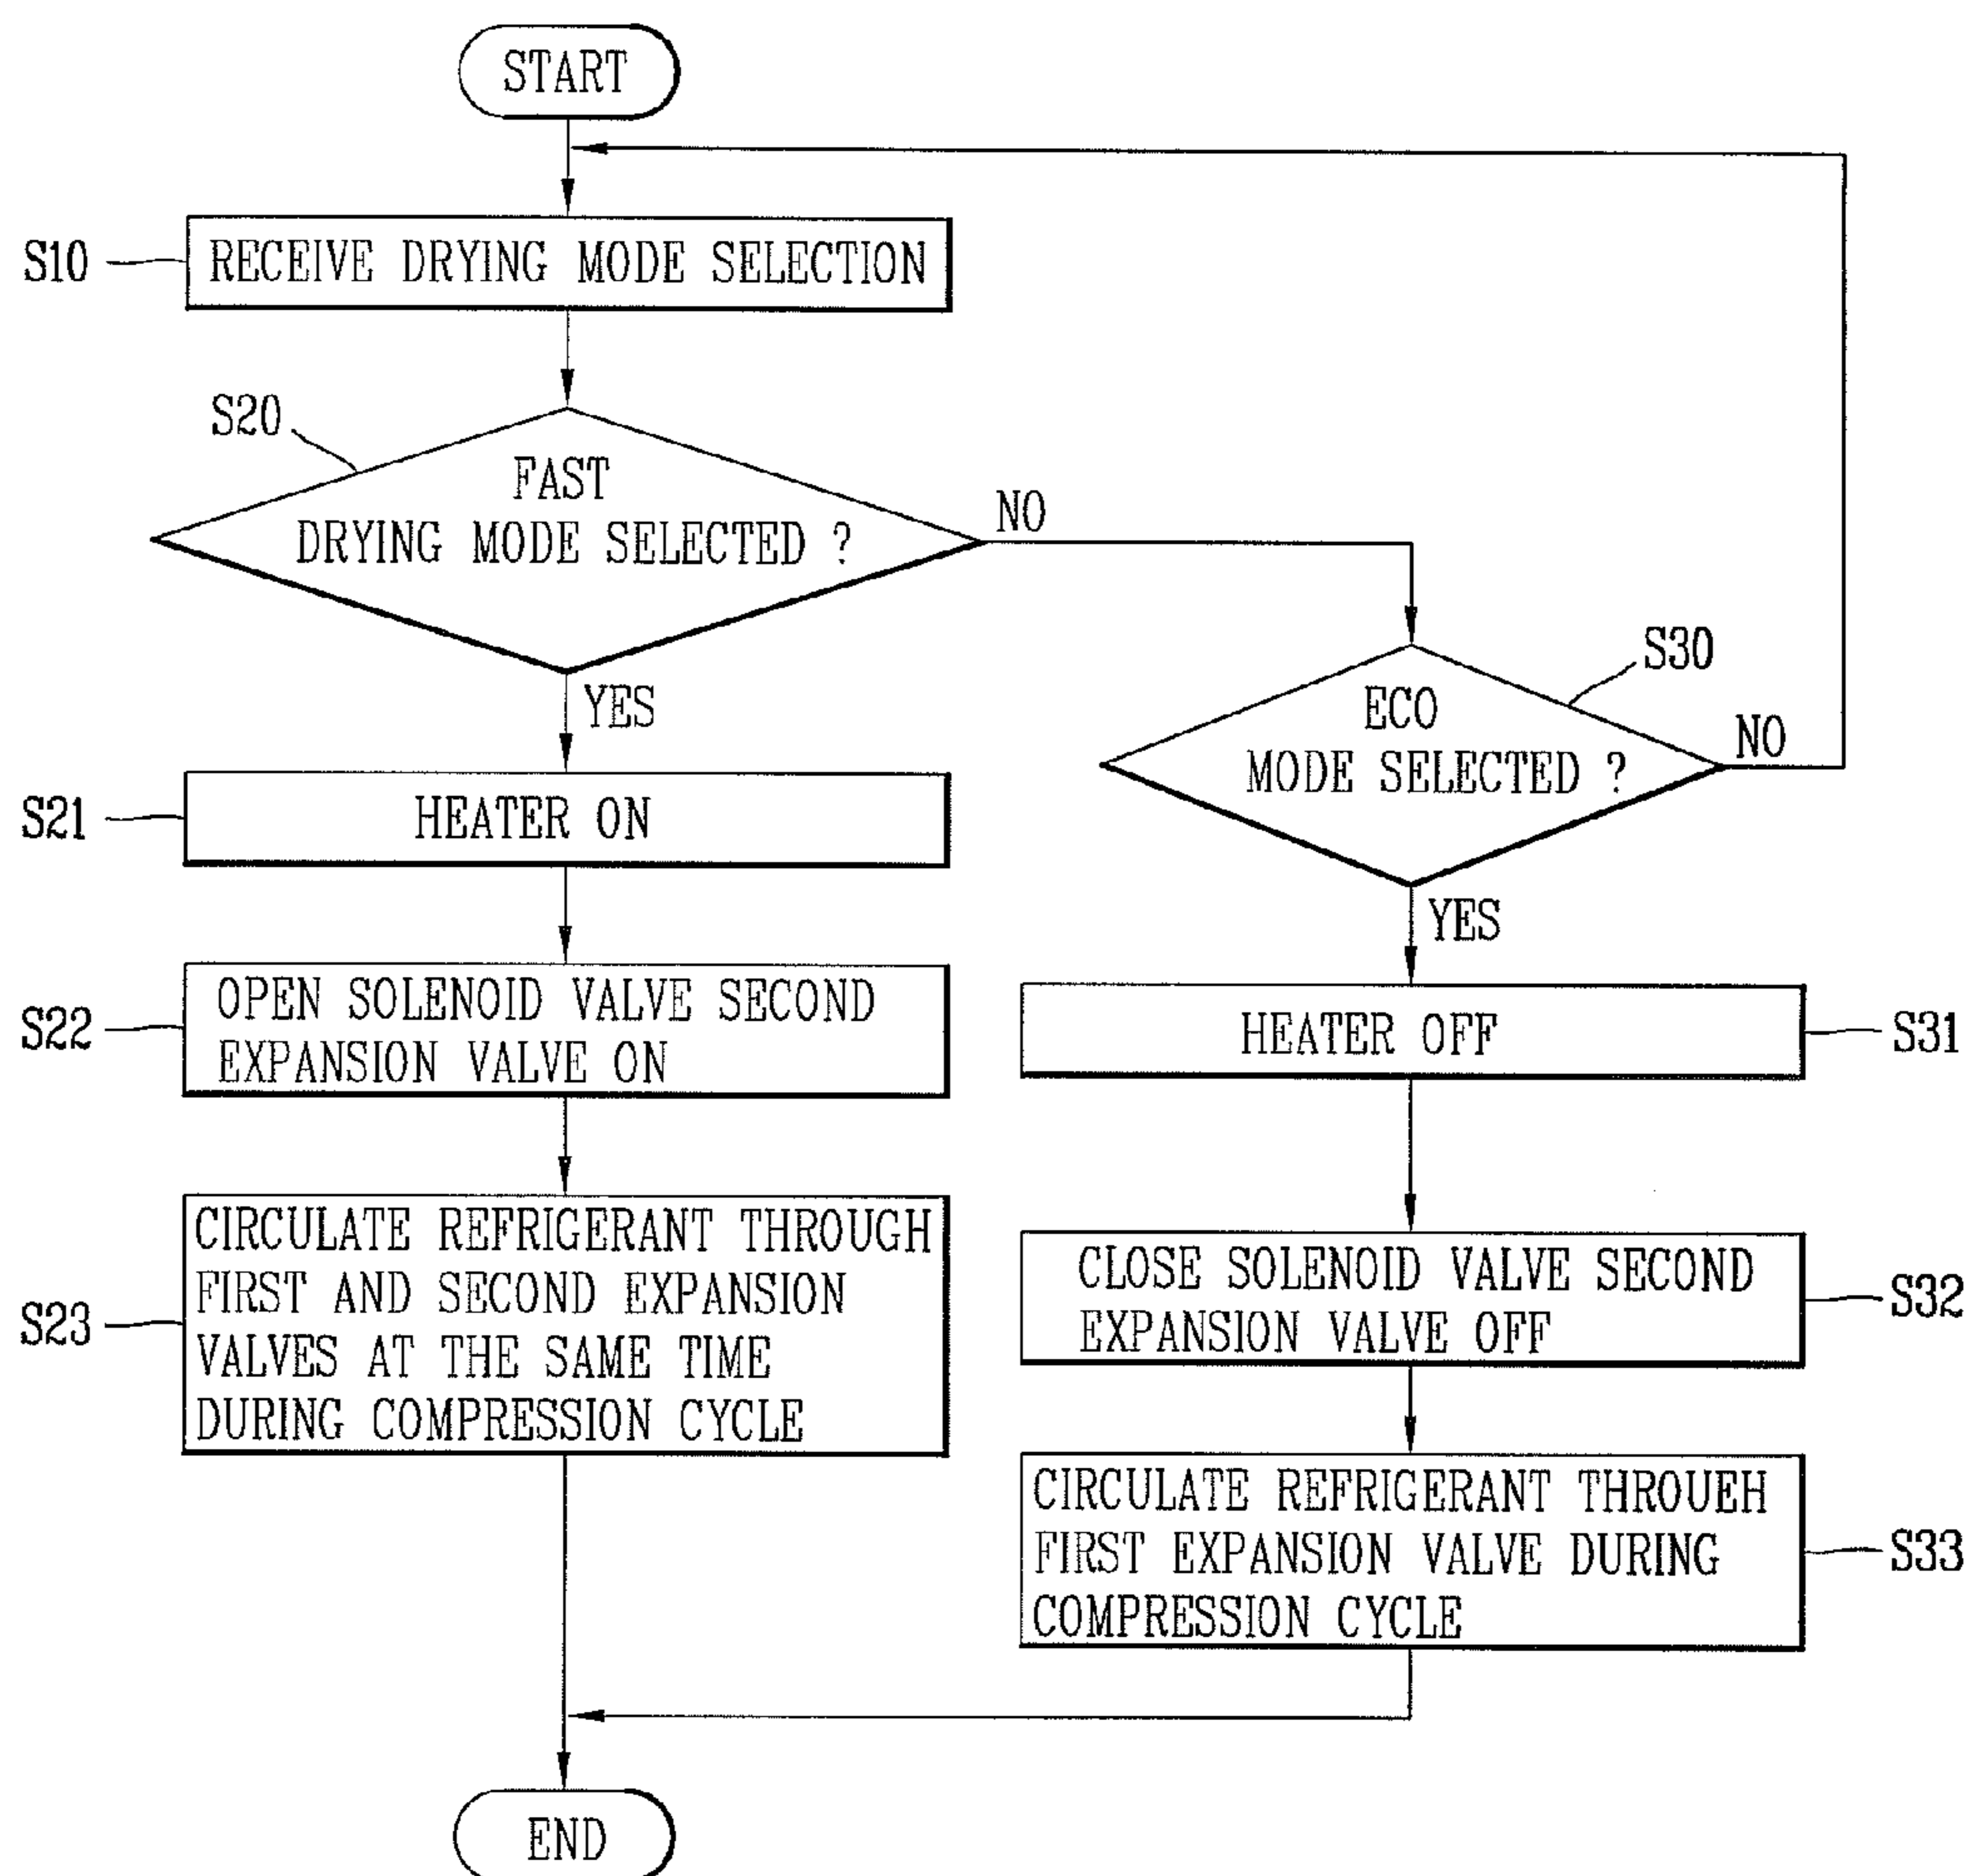 START
S10
RECEIVE DRYING MODE SELECTION
S20
FAST
DRYING MODE SELECTED ?
NO
YES
S30
ECO
MODE SELECTED ?
NO
YES
S21
HEATER ON
S22
OPEN SOLENOID VALVE SECOND
EXPANSION VALVE ON
S23
CIRCULATE REFRIGERANT THROUGH
FIRST AND SECOND EXPANSION
VALVES AT THE SAME TIME
DURING COMPRESSION CYCLE
HEATER OFF
S31
CLOSE SOLENOID VALVE SECOND
EXPANSION VALVE OFF
S32
CIRCULATE REFRIGERANT THROUEH
FIRST EXPANSION VALVE DURING
COMPRESSION CYCLE
S33
END